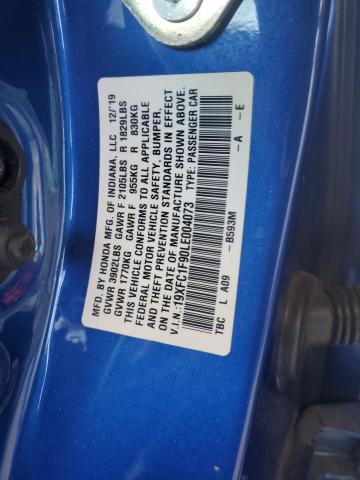 MFD. BY HONDA MFG. OF INDIANA, LLC 12/'19
GVWR 3902LBS GAWR F 2105LBS R 1829LBS
GVWR 1770KG GAWR F 955KG R 830KG
THIS VEHICLE CONFORMS TO ALL APPLICABLE
FEDERAL MOTOR VEHICLE SAFETY, BUMPER,
AND THEFT PREVENTION STANDARDS IN EFFECT
ON THE DATE OF MANUFACTURE SHOWN ABOVE.
V.I.N.:19XFC1F90LE004073 TYPE: PASSENGER CAR
-B593M -A -E
TBC L A09